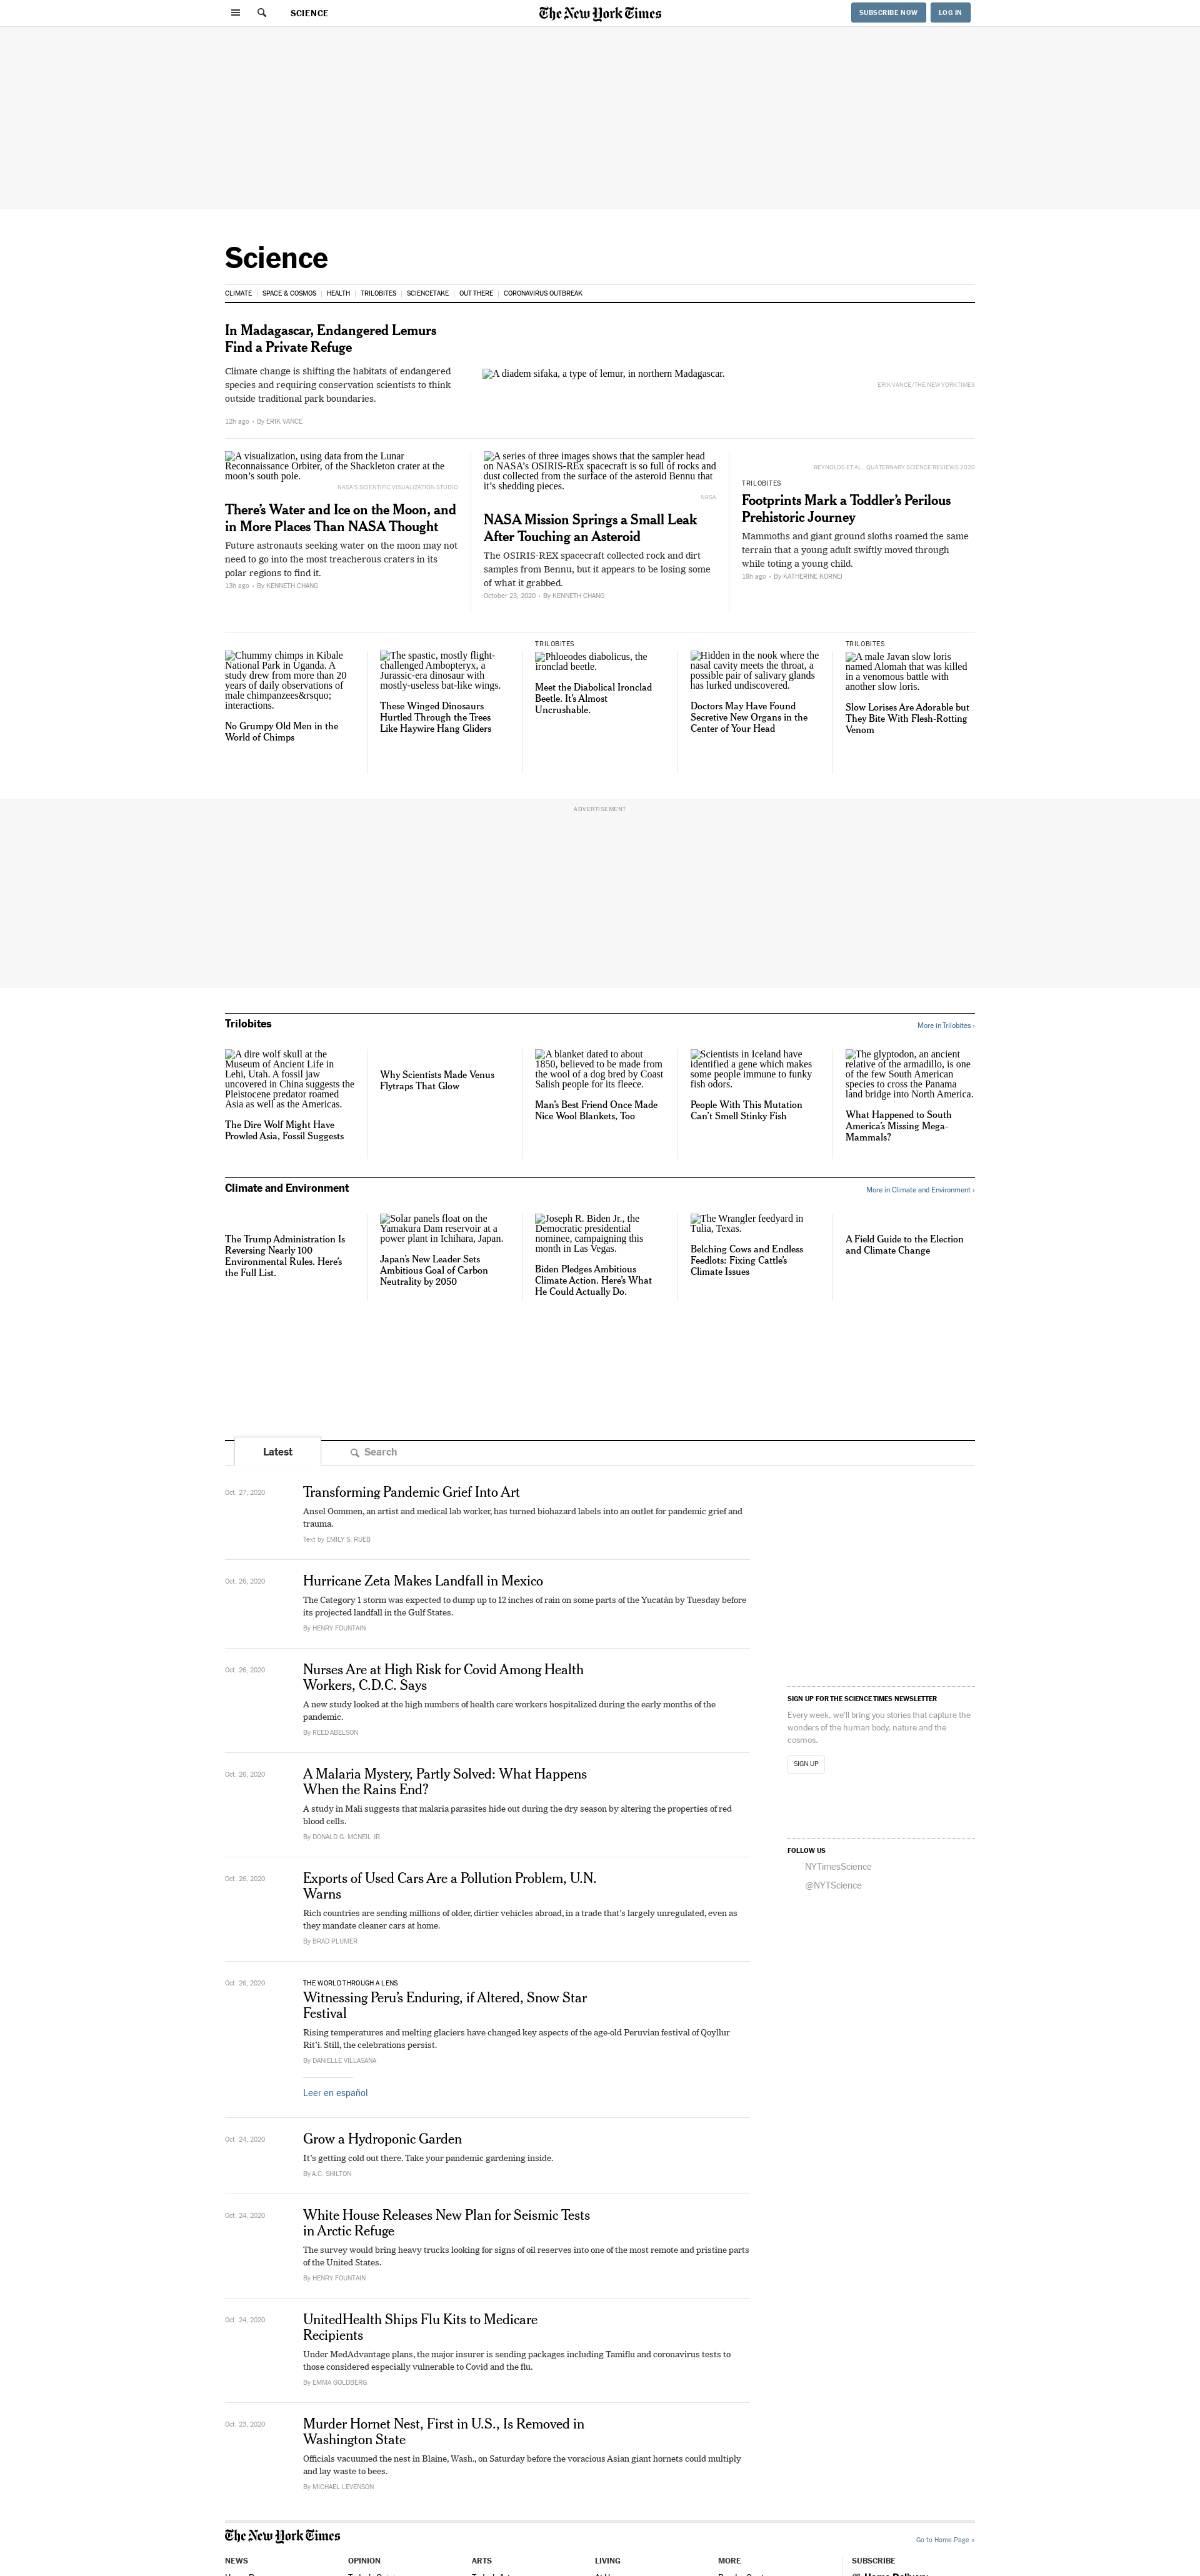 SCIENCE
The New York Times
SUBSCRIBE NOW
LOG IN
Science
CLIMATE
SPACE & COSMOS
HEALTH
TRILOBITES
SCIENCETAKE
OUT THERE
CORONAVIRUS OUTBREAK
In Madagascar, Endangered Lemurs
Find a Private Refuge
Climate change is shifting the habitats of endangered
species and requiring conservation scientists to think
outside traditional park boundaries.
12h ago • By ERIK VANCE
A diadem sifaka, a type of lemur, in northern Madagascar.
ERIK VANCE/THE NEW YORK TIMES
A visualization, using data from the Lunar
Reconnaissance Orbiter, of the Shackleton crater at the
moon's south pole.
NASA'S SCIENTIFIC VISUALIZATION STUDIO
There's Water and Ice on the Moon, and
in More Places Than NASA Thought
Future astronauts seeking water on the moon may not
need to go into the most treacherous craters in its
polar regions to find it.
13h ago • By KENNETH CHANG
A series of three images shows that the sampler head
on NASA's OSIRIS-REx spacecraft is so full of rocks and
dust collected from the surface of the asteroid Bennu that
it's shedding pieces.
NASA
NASA Mission Springs a Small Leak
After Touching an Asteroid
The OSIRIS-REX spacecraft collected rock and dirt
samples from Bennu, but it appears to be losing some
of what it grabbed.
October 23, 2020 • By KENNETH CHANG
REYNOLDS ET AL., QUATERNARY SCIENCE REVIEWS 2020
TRILOBITES
Footprints Mark a Toddler's Perilous
Prehistoric Journey
Mammoths and giant ground sloths roamed the same
terrain that a young adult swiftly moved through
while toting a young child.
18h ago • By KATHERINE KORNEI
Chummy chimps in Kibale
National Park in Uganda. A
study drew from more than 20
years of daily observations of
male chimpanzees&rsquo;
interactions.
No Grumpy Old Men in the
World of Chimps
The spastic, mostly flight-
challenged Ambopteryx, a
Jurassic-era dinosaur with
mostly-useless bat-like wings.
These Winged Dinosaurs
Hurtled Through the Trees
Like Haywire Hang Gliders
TRILOBITES
Phloeodes diabolicus, the
ironclad beetle.
Meet the Diabolical Ironclad
Beetle. It's Almost
Uncrushable.
Hidden in the nook where the
nasal cavity meets the throat, a
possible pair of salivary glands
has lurked undiscovered.
Doctors May Have Found
Secretive New Organs in the
Center of Your Head
TRILOBITES
A male Javan slow loris
named Alomah that was killed
in a venomous battle with
another slow loris.
Slow Lorises Are Adorable but
They Bite With Flesh-Rotting
Venom
ADVERTISEMENT
Trilobites
More in Trilobites ›
A dire wolf skull at the
Museum of Ancient Life in
Lehi, Utah. A fossil jaw
uncovered in China suggests the
Pleistocene predator roamed
Asia as well as the Americas.
The Dire Wolf Might Have
Prowled Asia, Fossil Suggests
Why Scientists Made Venus
Flytraps That Glow
A blanket dated to about
1850, believed to be made from
the wool of a dog bred by Coast
Salish people for its fleece.
Man's Best Friend Once Made
Nice Wool Blankets, Too
Scientists in Iceland have
identified a gene which makes
some people immune to funky
fish odors.
People With This Mutation
Can't Smell Stinky Fish
The glyptodon, an ancient
relative of the armadillo, is one
of the few South American
species to cross the Panama
land bridge into North America.
What Happened to South
America's Missing Mega-
Mammals?
Climate and Environment
More in Climate and Environment ›
The Trump Administration Is
Reversing Nearly 100
Environmental Rules. Here's
the Full List.
Solar panels float on the
Yamakura Dam reservoir at a
power plant in Ichihara, Japan.
Japan's New Leader Sets
Ambitious Goal of Carbon
Neutrality by 2050
Joseph R. Biden Jr., the
Democratic presidential
nominee, campaigning this
month in Las Vegas.
Biden Pledges Ambitious
Climate Action. Here's What
He Could Actually Do.
The Wrangler feedyard in
Tulia, Texas.
Belching Cows and Endless
Feedlots: Fixing Cattle's
Climate Issues
A Field Guide to the Election
and Climate Change
Latest
Search
Oct. 27, 2020
Transforming Pandemic Grief Into Art
Ansel Oommen, an artist and medical lab worker, has turned biohazard labels into an outlet for pandemic grief and
trauma.
Text by EMILY S. RUEB
Oct. 26, 2020
Hurricane Zeta Makes Landfall in Mexico
The Category 1 storm was expected to dump up to 12 inches of rain on some parts of the Yucatán by Tuesday before
its projected landfall in the Gulf States.
By HENRY FOUNTAIN
Oct. 26, 2020
Nurses Are at High Risk for Covid Among Health
Workers, C.D.C. Says
A new study looked at the high numbers of health care workers hospitalized during the early months of the
pandemic.
By REED ABELSON
Oct. 26, 2020
A Malaria Mystery, Partly Solved: What Happens
When the Rains End?
A study in Mali suggests that malaria parasites hide out during the dry season by altering the properties of red
blood cells.
By DONALD G. MCNEIL JR.
Oct. 26, 2020
Exports of Used Cars Are a Pollution Problem, U.N.
Warns
Rich countries are sending millions of older, dirtier vehicles abroad, in a trade that's largely unregulated, even as
they mandate cleaner cars at home.
By BRAD PLUMER
Oct. 26, 2020
THE WORLD THROUGH A LENS
Witnessing Peru's Enduring, if Altered, Snow Star
Festival
Rising temperatures and melting glaciers have changed key aspects of the age-old Peruvian festival of Qoyllur
Rit'i. Still, the celebrations persist.
By DANIELLE VILLASANA
Leer en español
Oct. 24, 2020
Grow a Hydroponic Garden
It's getting cold out there. Take your pandemic gardening inside.
By A.C. SHILTON
Oct. 24, 2020
White House Releases New Plan for Seismic Tests
in Arctic Refuge
The survey would bring heavy trucks looking for signs of oil reserves into one of the most remote and pristine parts
of the United States.
By HENRY FOUNTAIN
Oct. 24, 2020
UnitedHealth Ships Flu Kits to Medicare
Recipients
Under MedAdvantage plans, the major insurer is sending packages including Tamiflu and coronavirus tests to
those considered especially vulnerable to Covid and the flu.
By EMMA GOLDBERG
Oct. 23, 2020
Murder Hornet Nest, First in U.S., Is Removed in
Washington State
Officials vacuumed the nest in Blaine, Wash., on Saturday before the voracious Asian giant hornets could multiply
and lay waste to bees.
By MICHAEL LEVENSON
SIGN UP FOR THE SCIENCE TIMES NEWSLETTER
Every week, we'll bring you stories that capture the
wonders of the human body, nature and the
cosmos.
SIGN UP
FOLLOW US
NYTimesScience
@NYTScience
The New York Times
Go to Home Page »
NEWS
OPINION
ARTS
LIVING
MORE
SUBSCRIBE